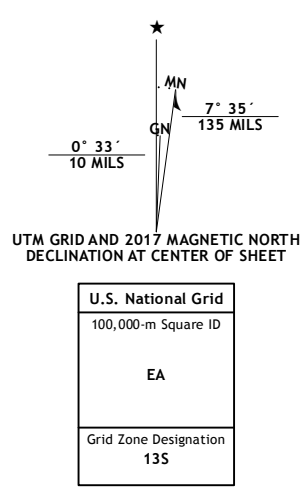 ★
MN
7° 35´
135 MILS
GN
0° 33´
10 MILS
UTM GRID AND 2017 MAGNETIC NORTH
DECLINATION AT CENTER OF SHEET
U.S. National Grid
100,000-m Square ID
EA
Grid Zone Designation
13S